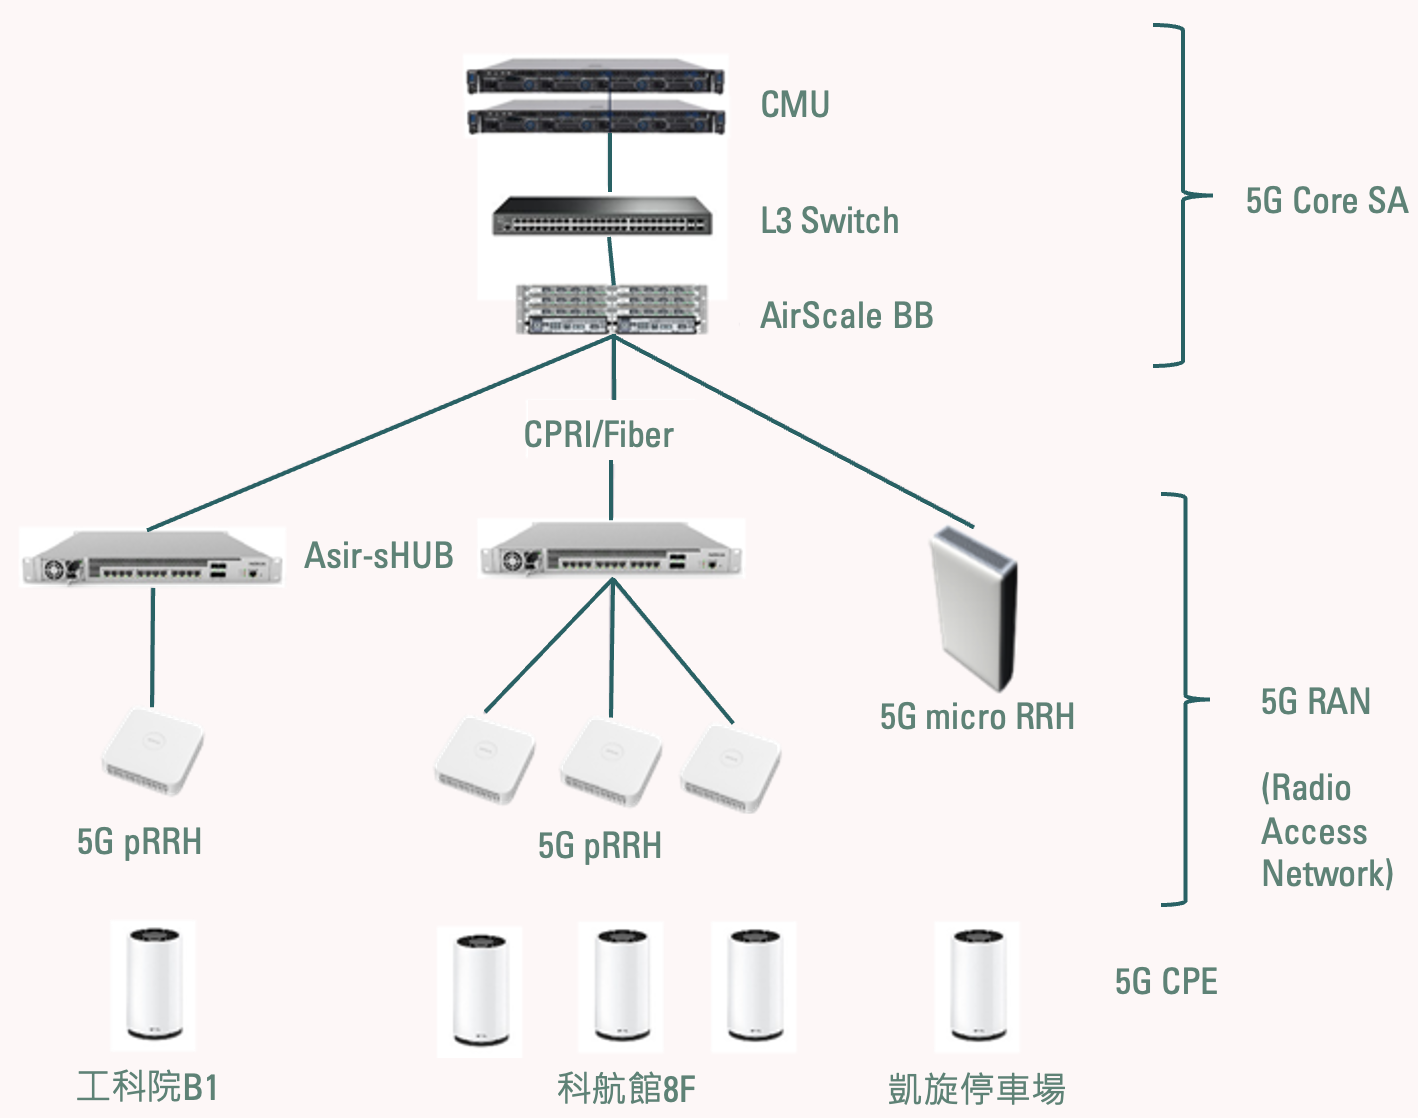 CMU
L3 Switch
5G Core SA
AirScale BB
CPRI/Fiber
Asir-sHUB
5G micro RRH
5G RAN
(Radio
Access
Network)
5G pRRH
5G pRRH
5G CPE
工科院B1
科航館8F
凱旋停車場